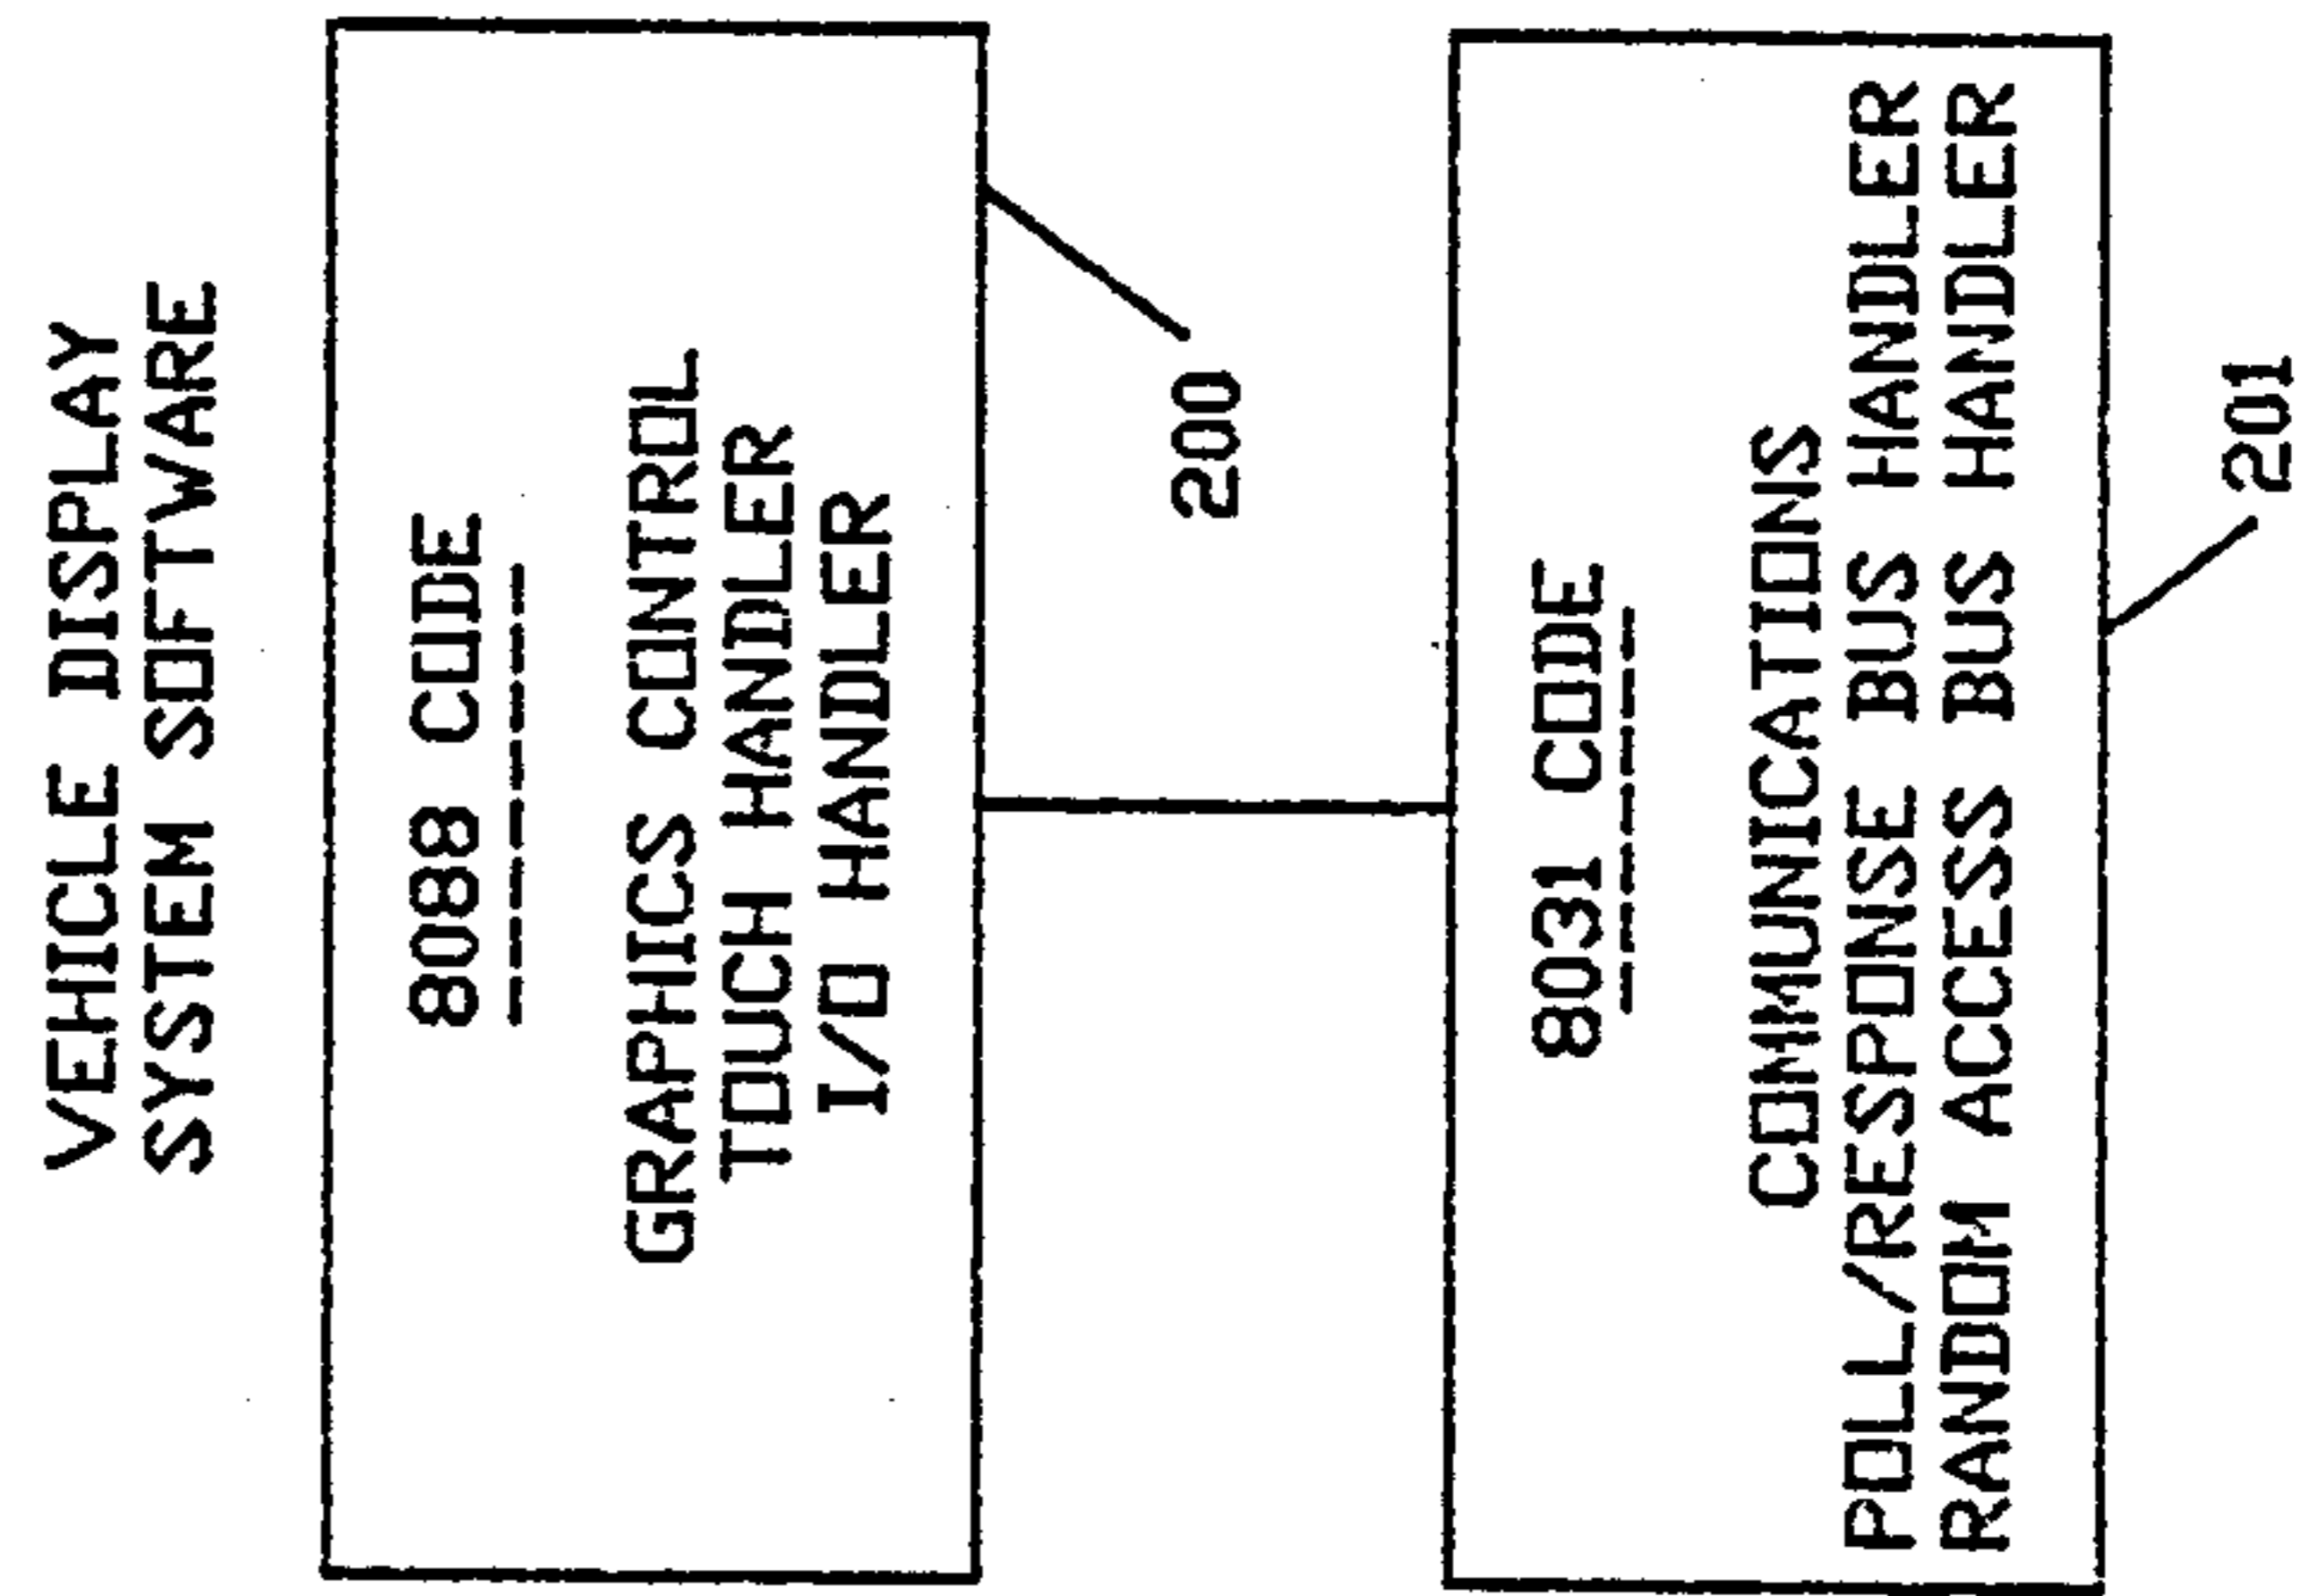 VEHICLE DISPLAY
SYSTEM SOFTWARE
8088 CODE
GRAPHICS CONTROL
TOUCH HANDLER
I/O HANDLER
200
8031 CODE
COMMUNICATIONS
POLL/RESPONSE BUS HANDLER
RANDOM ACCESS BUS HANDLER
201